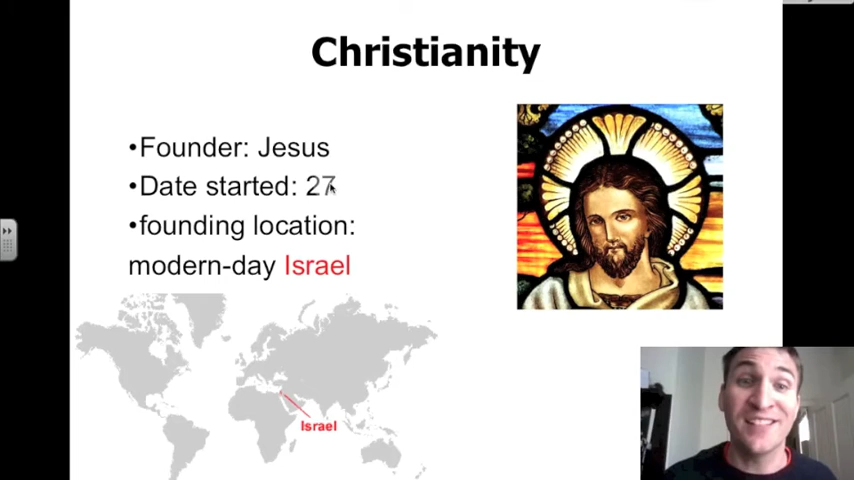 Christianity
•Founder: Jesus
•Date started: 27
•founding location:
modern-day Israel
Israel